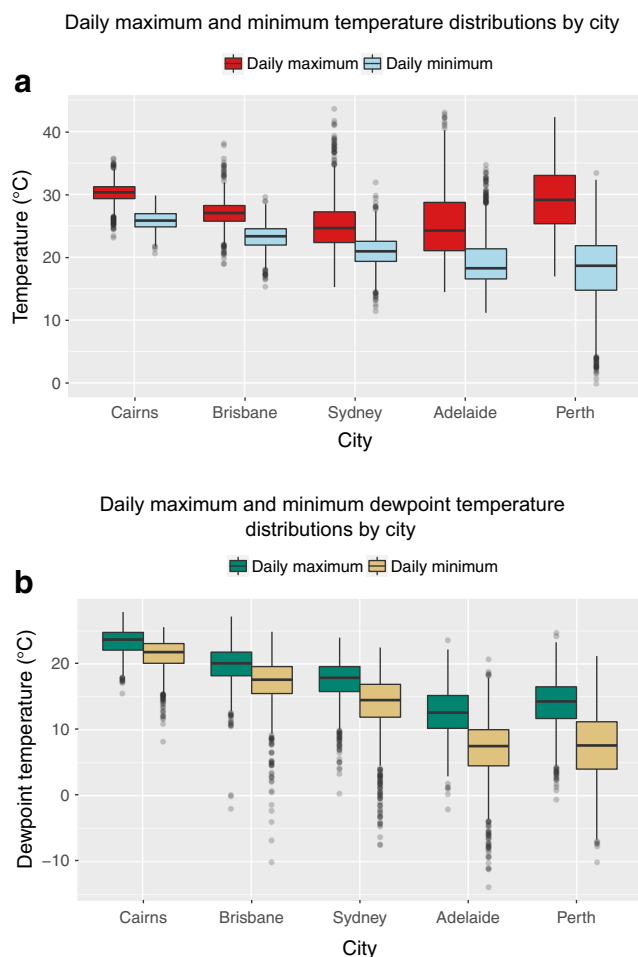 Daily maximum and minimum temperature distributions by city
Daily maximum Daily minimum
a
Temperature (°C)
40
30
20
10
0
Cairns Brisbane Sydney Adelaide Perth
City
Daily maximum and minimum dewpoint temperature
distributions by city
Daily maximum Daily minimum
b
Dewpoint temperature (°C)
20
10
0
−10
Cairns Brisbane Sydney Adelaide Perth
City